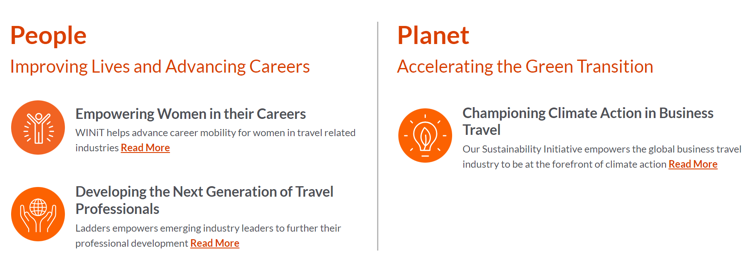 People
Improving Lives and Advancing Careers
Empowering Women in their Careers
WINiT helps advance career mobility for women in travel related
industries Read More
Developing the Next Generation of Travel
Professionals
Ladders empowers emerging industry leaders to further their
professional development Read More
Planet
Accelerating the Green Transition
Championing Climate Action in Business
Travel
Our Sustainability Initiative empowers the global business travel
industry to be at the forefront of climate action Read More